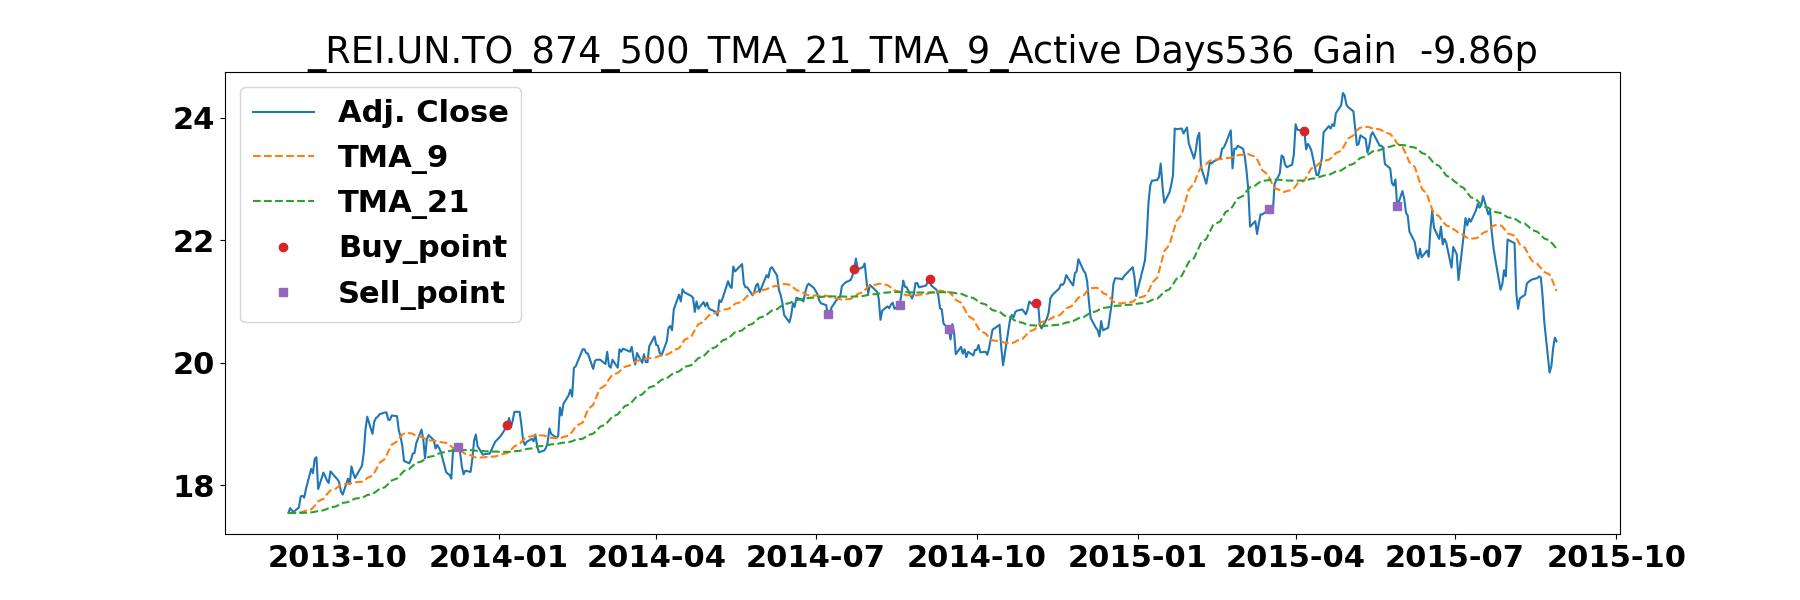 _REI.UN.TO_874_500_TMA_21_TMA_9_Active Days536_Gain  -9.86p
Adj. Close
TMA_9
TMA_21
Buy_point
Sell_point
24
22
20
18
2013-10 2014-01 2014-04 2014-07 2014-10 2015-01 2015-04 2015-07 2015-10